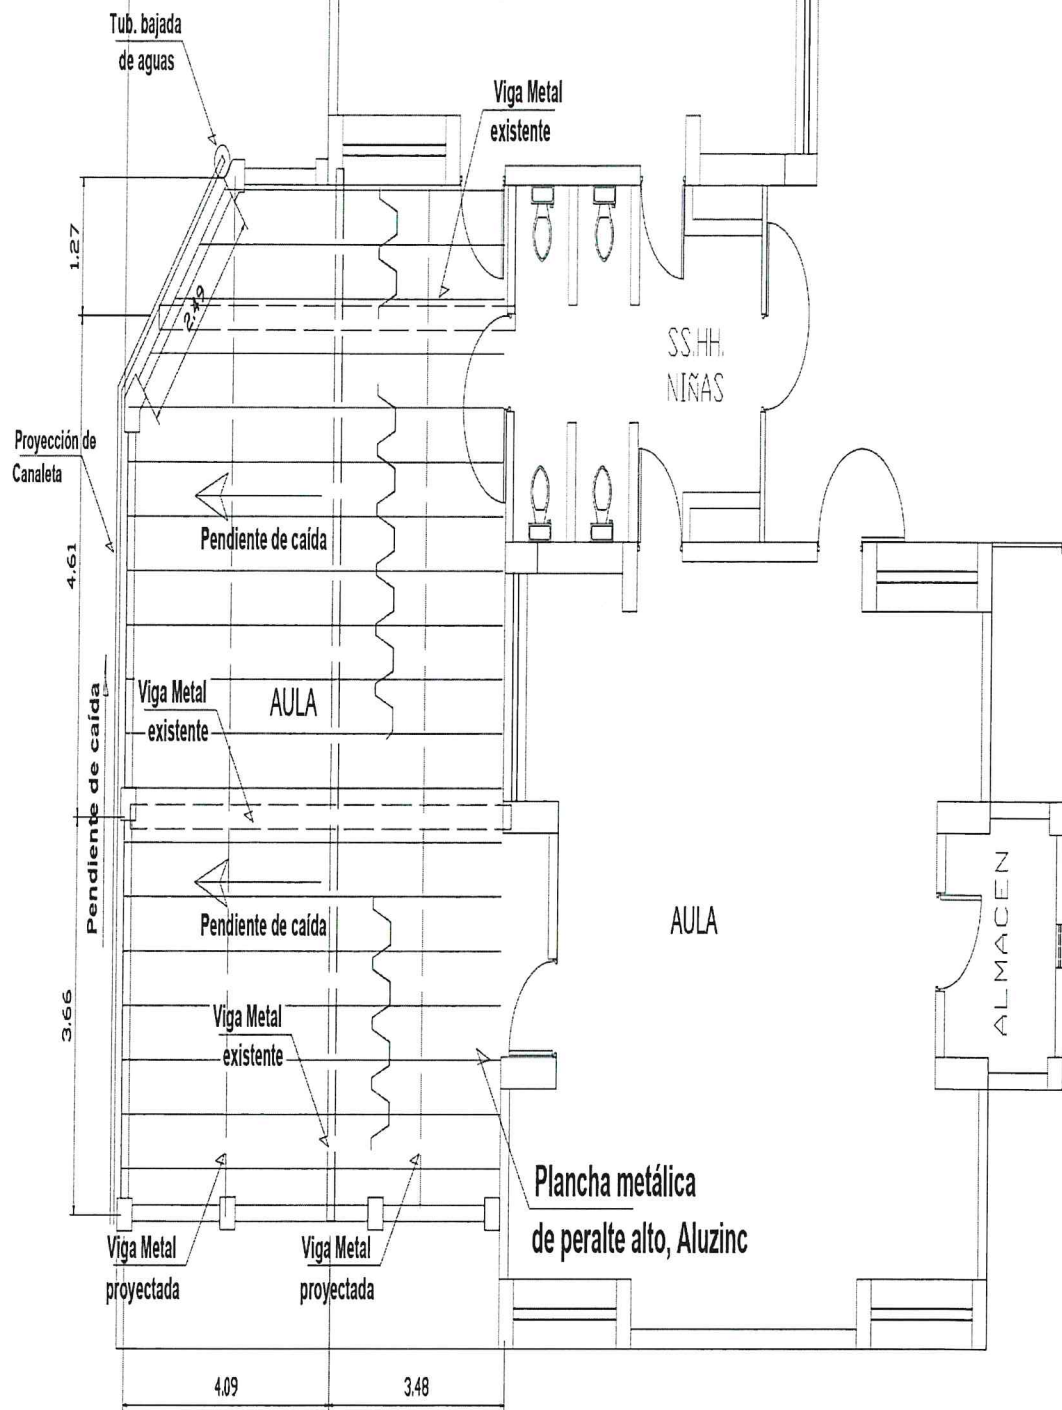 Tub. bajada
de aguas
Viga Metal
existente
1.27
2.49
SS.HH.
NIÑAS
Proyección de
Canaleta
Pendiente de caída
4.61
Viga Metal
existente
AULA
Pendiente de caída
Pendiente de caída
AULA
ALMACEN
3.66
Viga Metal
existente
Plancha metálica
de peralte alto, Aluzinc
Viga Metal
proyectada
Viga Metal
proyectada
4.09
3.48